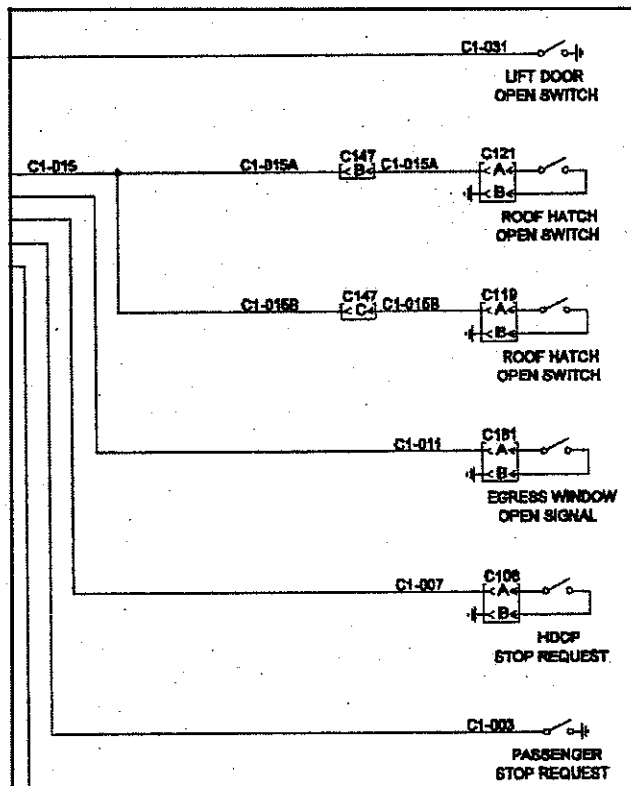 C1-031
LIFT DOOR
OPEN SWITCH
C1-015
C1-015A
C147
B
C1-015A
C121
A
B
ROOF HATCH
OPEN SWITCH
C1-015B
C147
C
C1-015B
C119
A
B
ROOF HATCH
OPEN SWITCH
C1-011
C181
A
B
EGRESS WINDOW
OPEN SIGNAL
C1-007
C106
A
B
HDCP
STOP REQUEST
C1-003
PASSENGER
STOP REQUEST